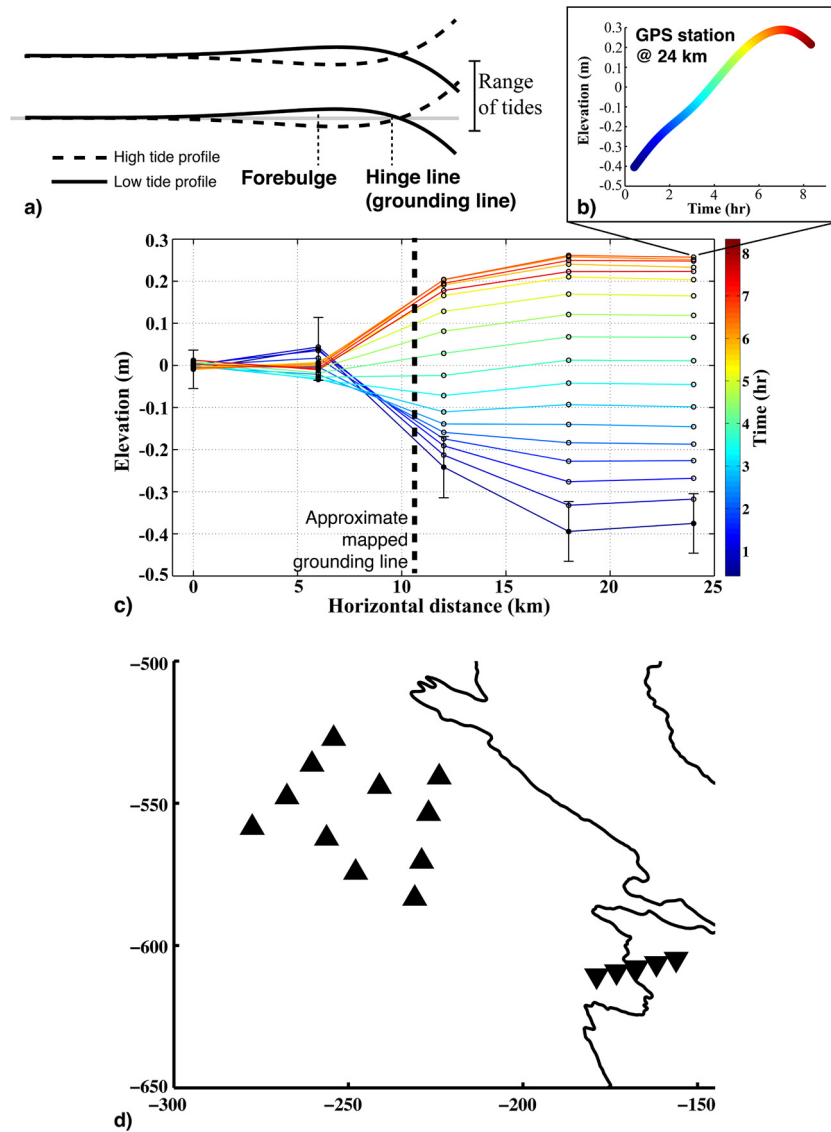 Range
of tides
High tide profile
Low tide profile
Forebulge
Hinge line
(grounding line)
a)
GPS station
@ 24 km
Elevation (m)
0.3
0.2
0.1
0
-0.1
-0.2
-0.3
-0.4
-0.5
0
2
4
6
8
Time (hr)
b)
Elevation (m)
0.3
0.2
0.1
0
-0.1
-0.2
-0.3
-0.4
-0.5
Approximate
mapped
grounding line
0
5
10
15
20
25
Horizontal distance (km)
8
7
6
5
4
3
2
1
Time (hr)
c)
−500
−550
−600
−650
−300
−250
−200
−150
d)